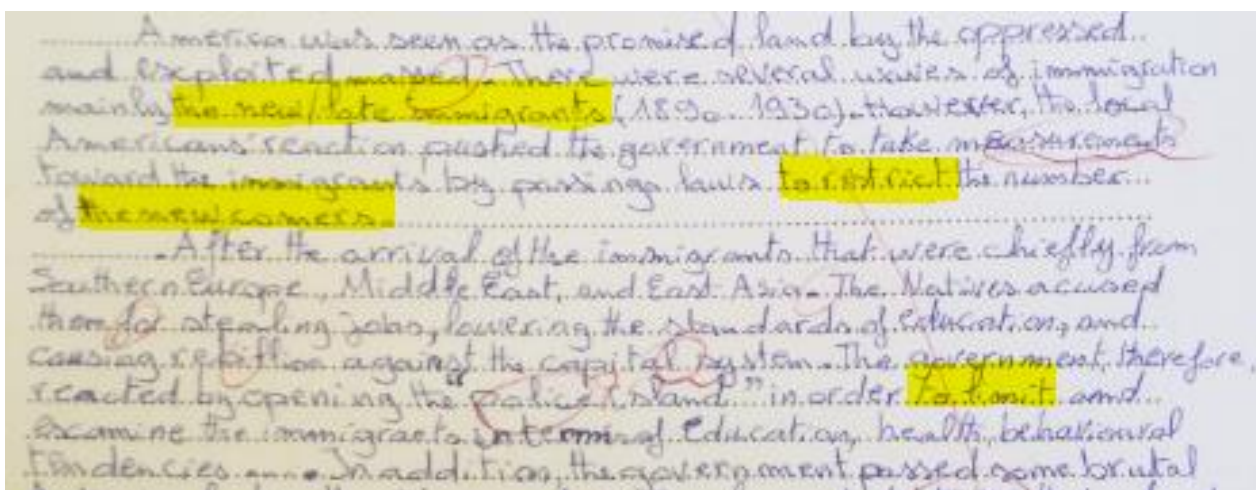 America was seen as the promised land by the oppressed
and exploited massed. There were several waves of immigration
mainly the new/late immigrants (1890-1930). However, the local
Americans' reaction pushed the government to take measurements
toward the immigrants by passing laws to restrict the number
of the newcomers.
After the arrival of the immigrants that were chiefly from
Southern Europe, Middle East, and East Asia. The Natives acused
them for stealing jobs, lowering the standards of education, and
causing rebillion against the capital system. The government, therefore,
reacted by opening the "police island" in order to limit and
examine the immigrants in terms of education, health, behavioural
tendencies .... In addition, the government passed some brutal